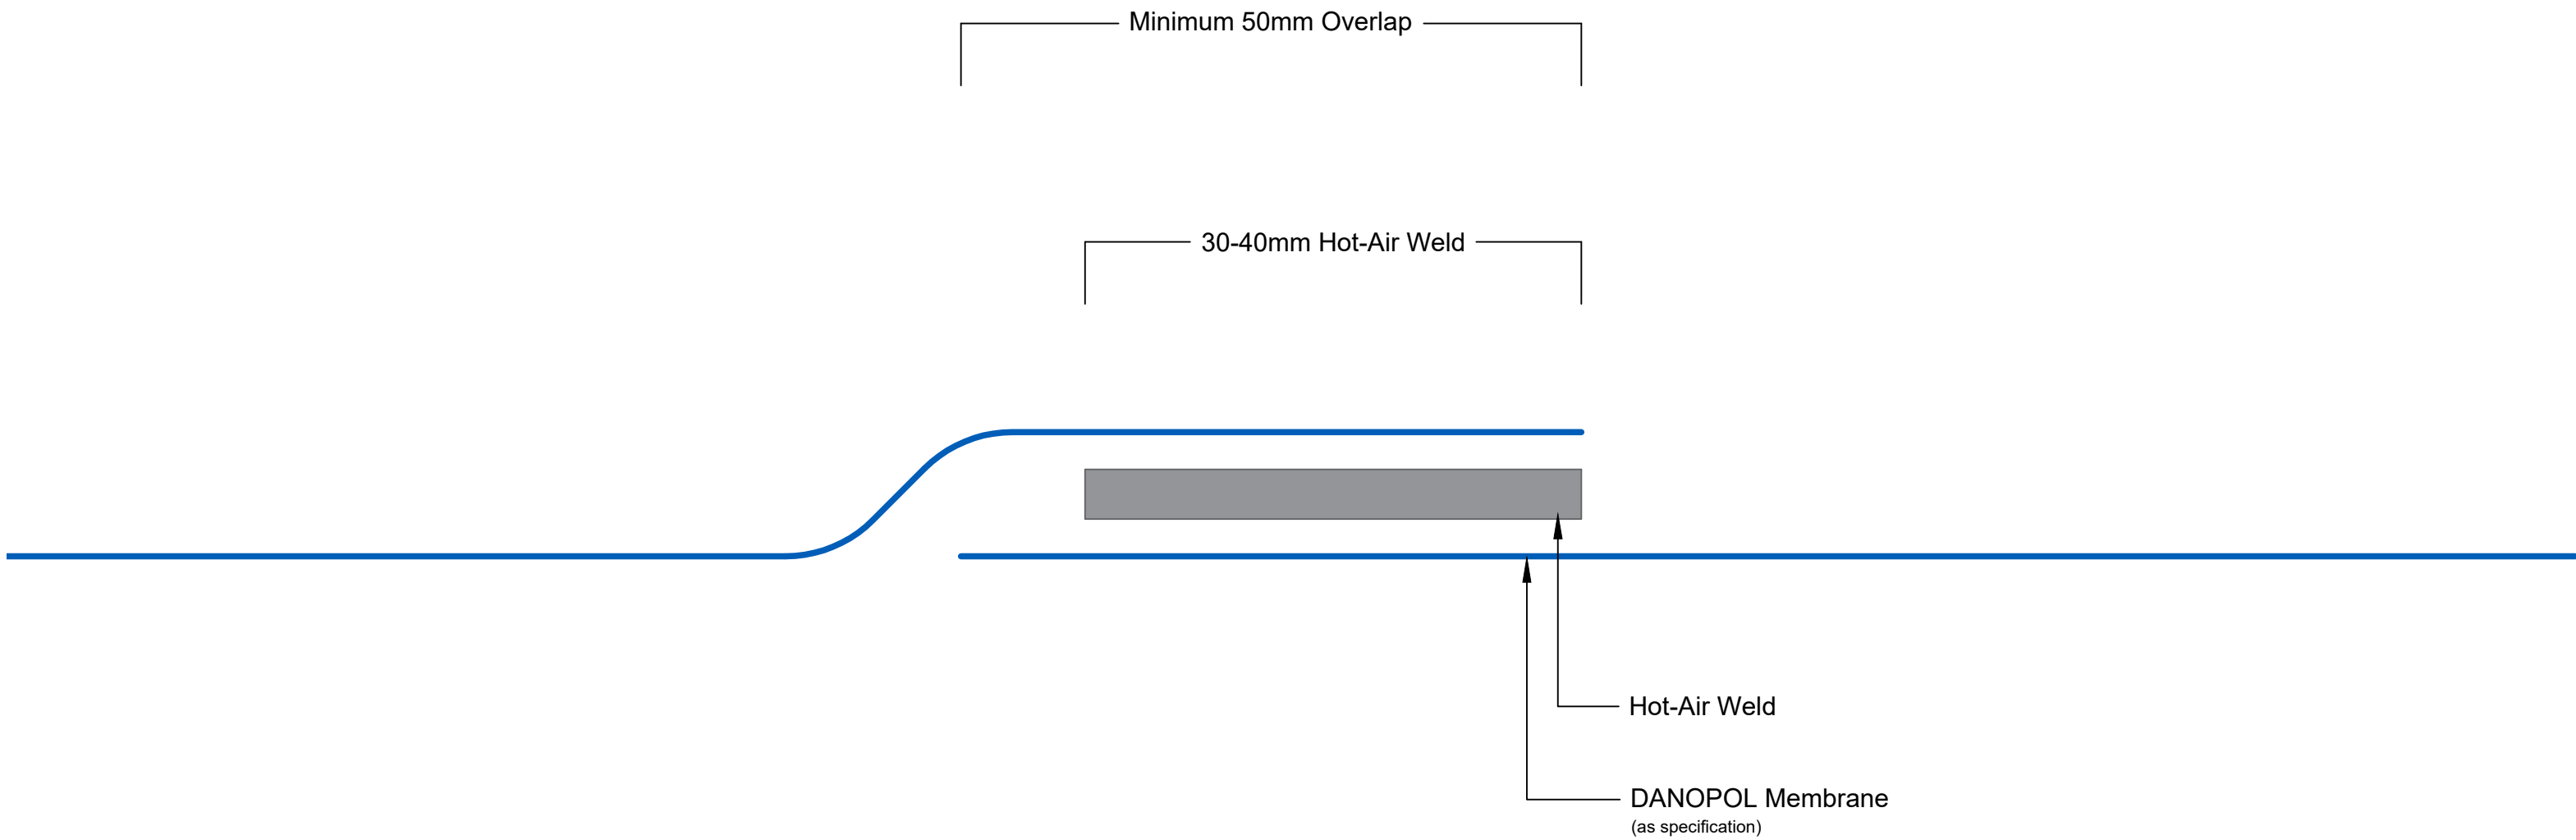 Minimum 50mm Overlap
30-40mm Hot-Air Weld
Hot-Air Weld
DANOPOL Membrane
(as specification)